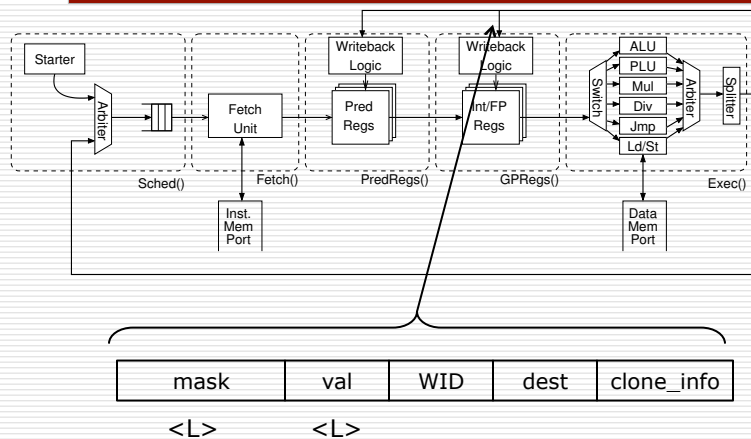 Starter
Arbiter
Sched()
Fetch
Unit
Fetch()
Inst.
Mem
Port
Writeback
Logic
Pred
Regs
PredRegs()
Writeback
Logic
Int/FP
Regs
GPRegs()
Switch
ALU
PLU
Mul
Div
Jmp
Ld/St
Arbiter
Splitter
Exec()
Data
Mem
Port
mask val WID dest clone_info
<L> <L>